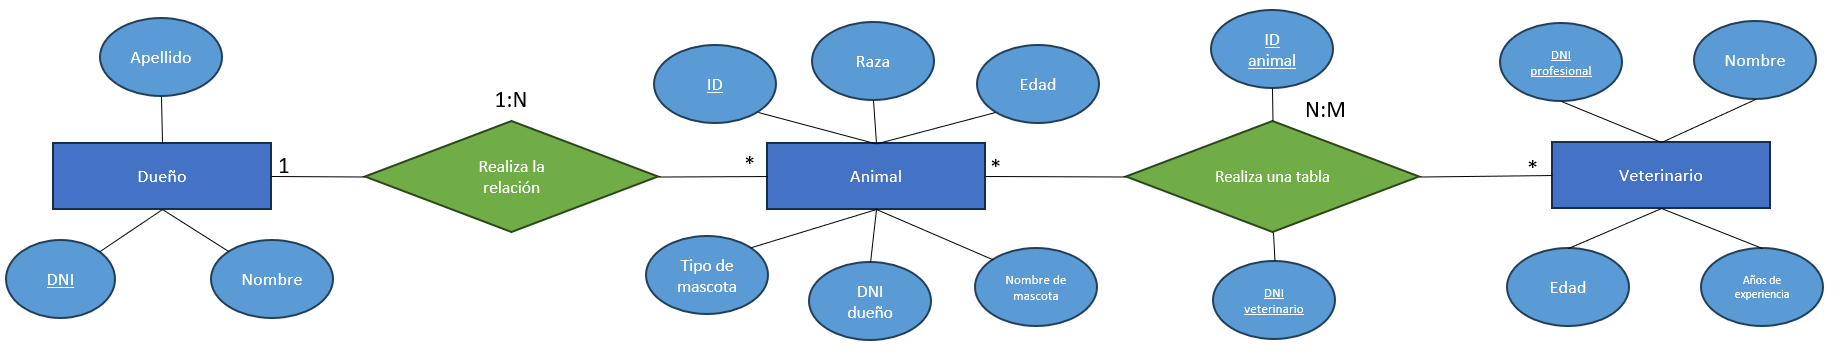 Apellido
1:N
ID
Raza
Edad
ID
animal
N:M
DNI
profesional
Nombre
Dueño
1
Realiza la
relación
*
Animal
*
Realiza una tabla
*
Veterinario
DNI
Nombre
Tipo de
mascota
DNI
dueño
Nombre de
mascota
DNI
veterinario
Edad
Años de
experiencia